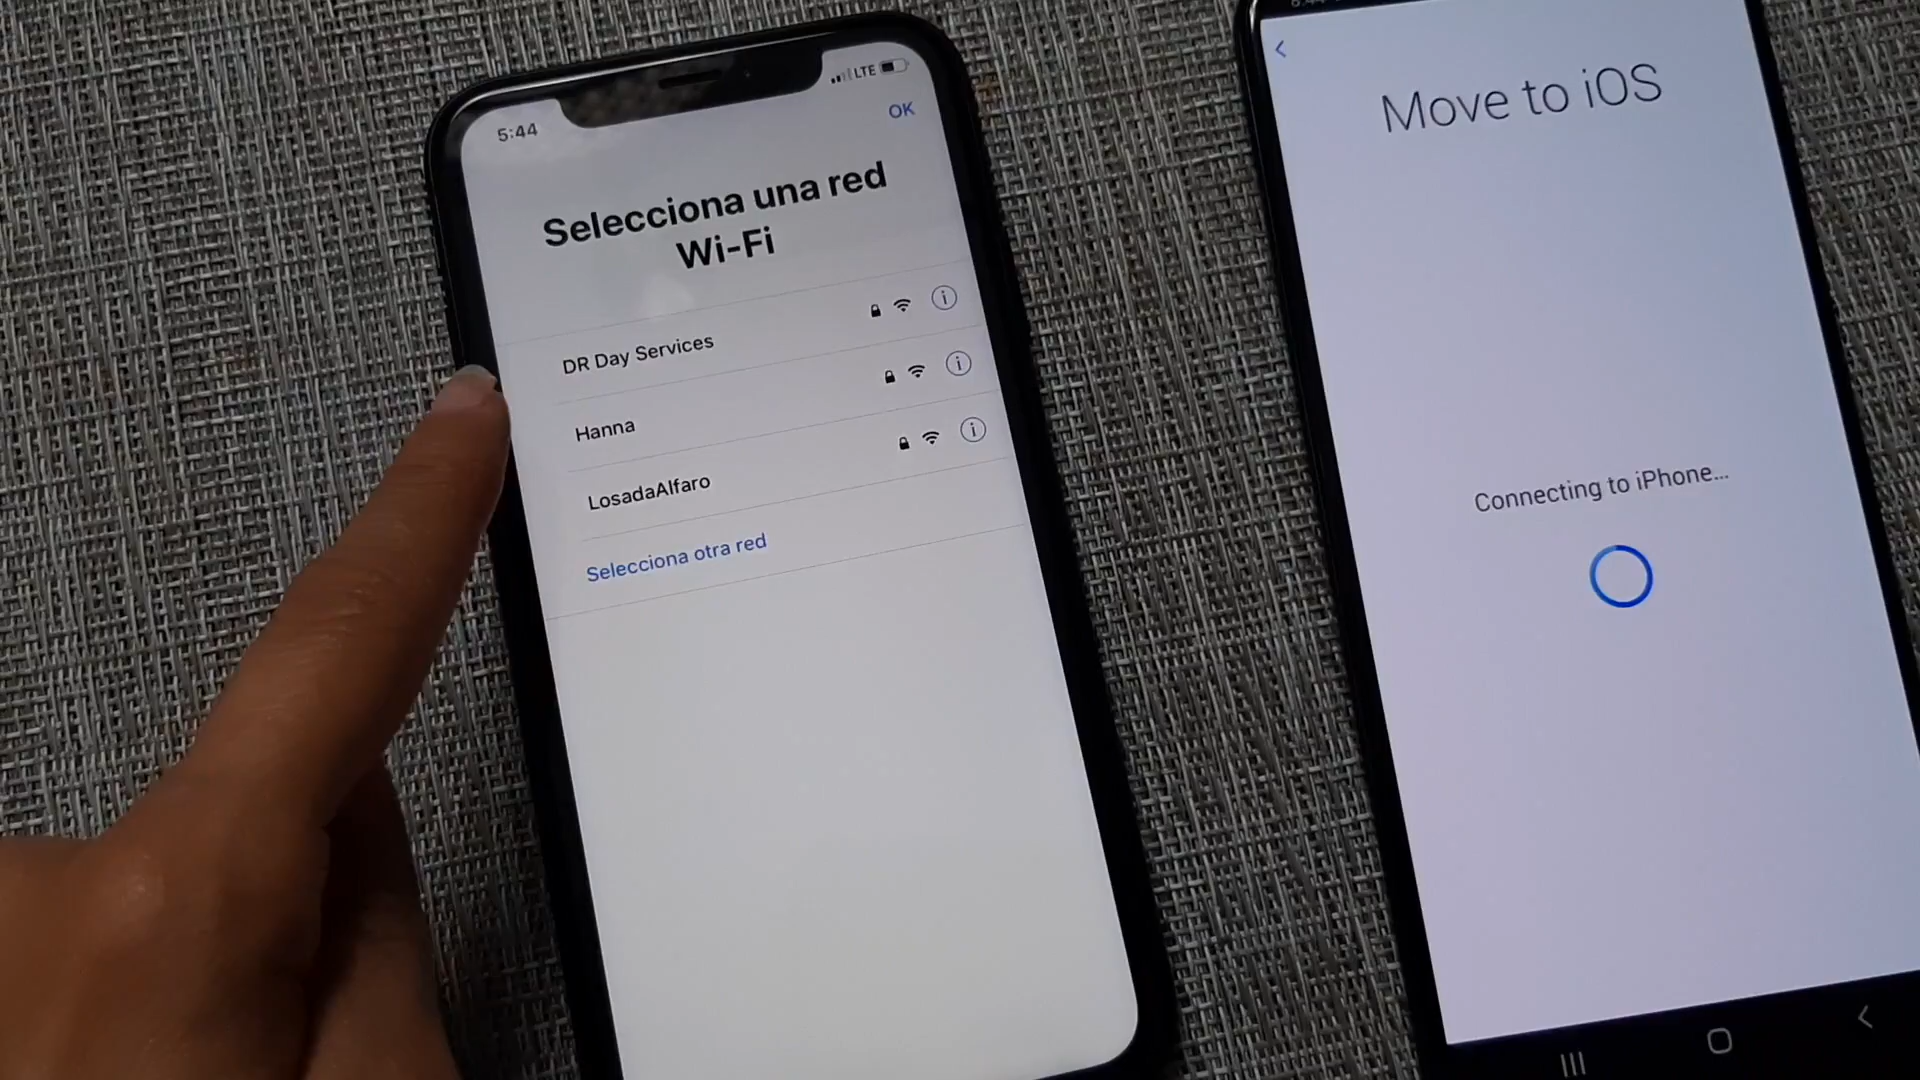 5:44
LTE
OK
Selecciona una red
Wi-Fi
DR Day Services
Hanna
LosadaAlfaro
Selecciona otra red
Move to iOS
Connecting to iPhone...